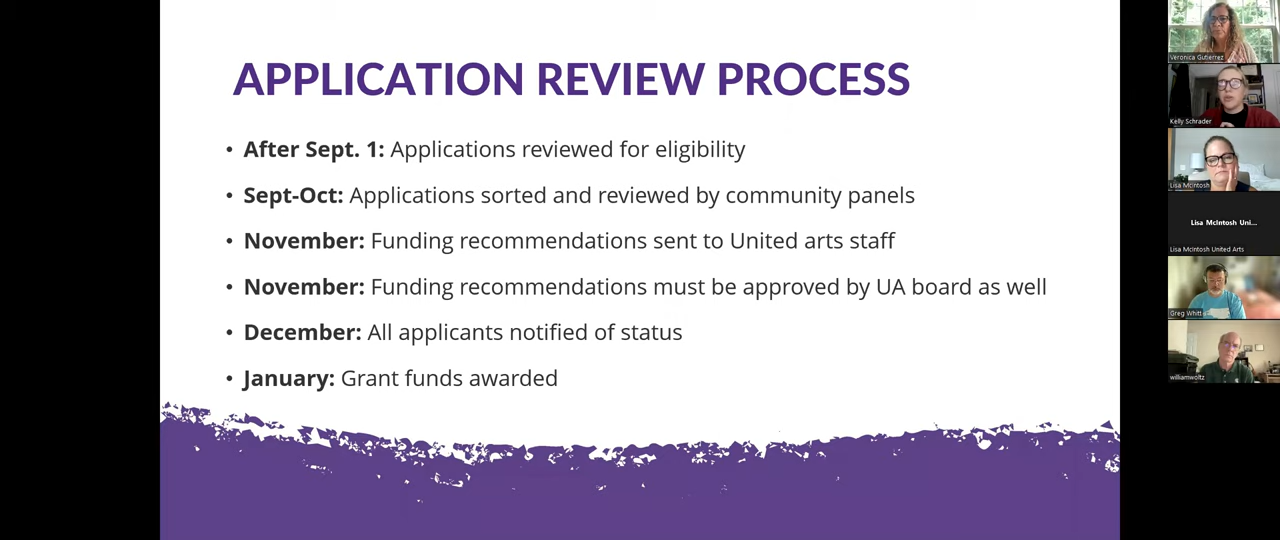 APPLICATION REVIEW PROCESS
• After Sept. 1: Applications reviewed for eligibility
• Sept-Oct: Applications sorted and reviewed by community panels
• November: Funding recommendations sent to United arts staff
• November: Funding recommendations must be approved by UA board as well
• December: All applicants notified of status
• January: Grant funds awarded
Veronica Gutierrez
Kelly Schrader
Lisa McIntosh
Lisa McIntosh Uni...
Lisa McIntosh United Arts
Greg Whitt
williamwoltz